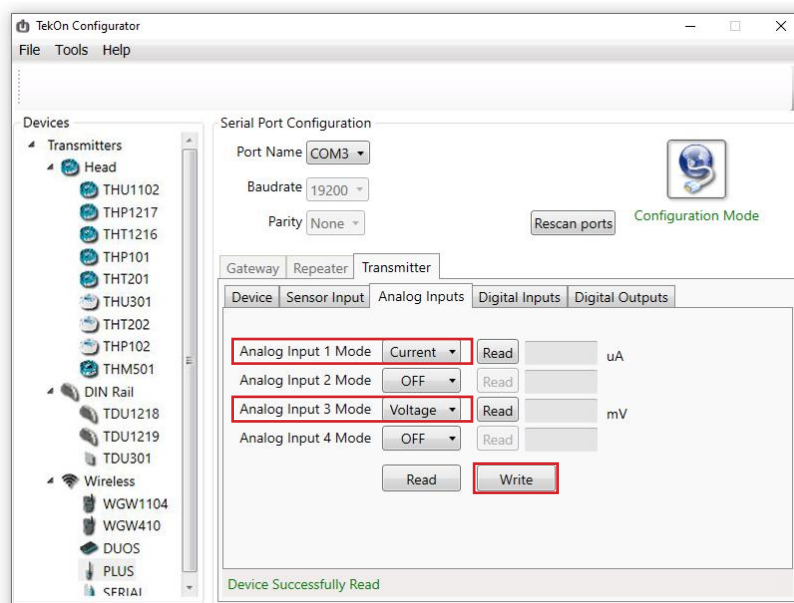 TekOn Configurator
File Tools Help
Devices
Transmitters
Head
THU1102
THP1217
THT1216
THP101
THT201
THU301
THT202
THP102
THM501
DIN Rail
TDU1218
TDU1219
TDU301
Wireless
WGW1104
WGW410
DUOS
PLUS
SERIAL
Serial Port Configuration
Port Name COM3
Baudrate 19200
Parity None
Rescan ports
Configuration Mode
Gateway Repeater Transmitter
Device Sensor Input Analog Inputs Digital Inputs Digital Outputs
Analog Input 1 Mode Current Read uA
Analog Input 2 Mode OFF Read
Analog Input 3 Mode Voltage Read mV
Analog Input 4 Mode OFF Read
Read Write
Device Successfully Read